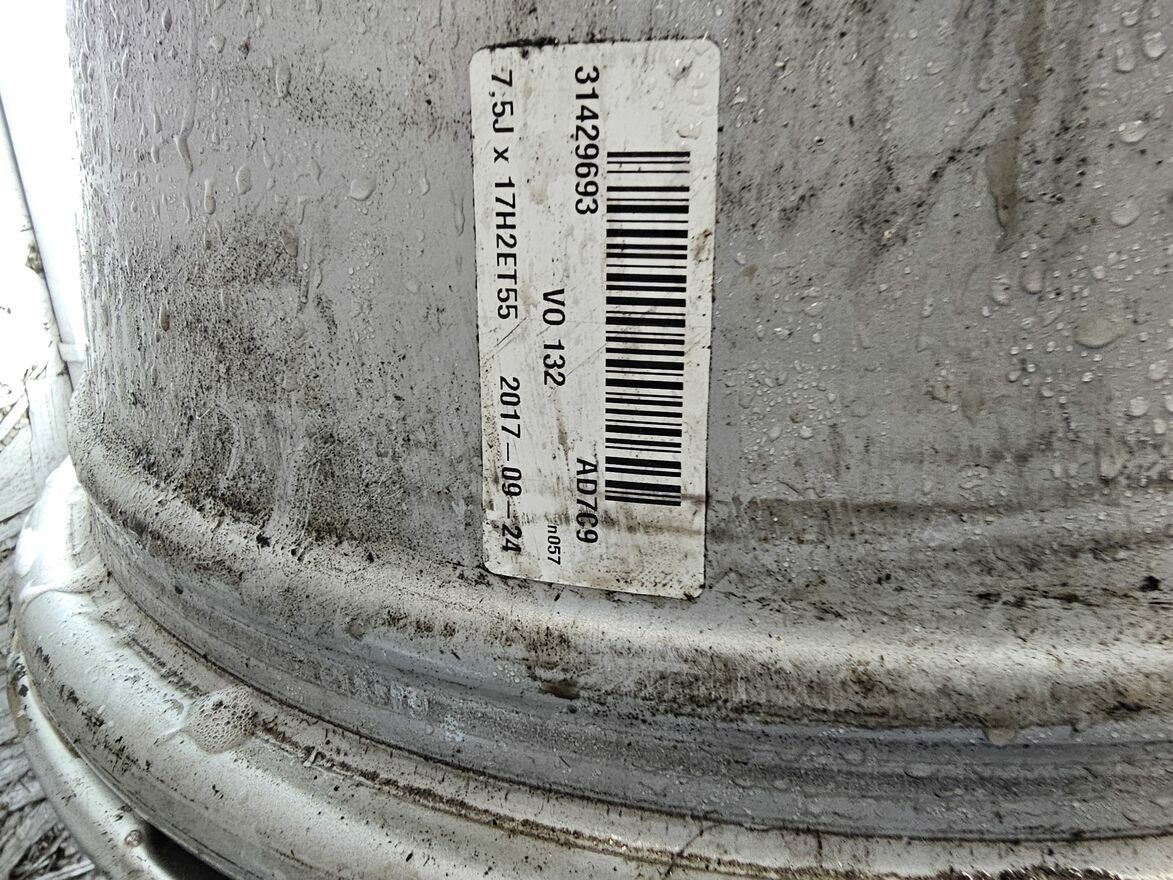 31429693 AD7C9
VO 132 n057
7,5J x 17H2ET55 2017-09-24